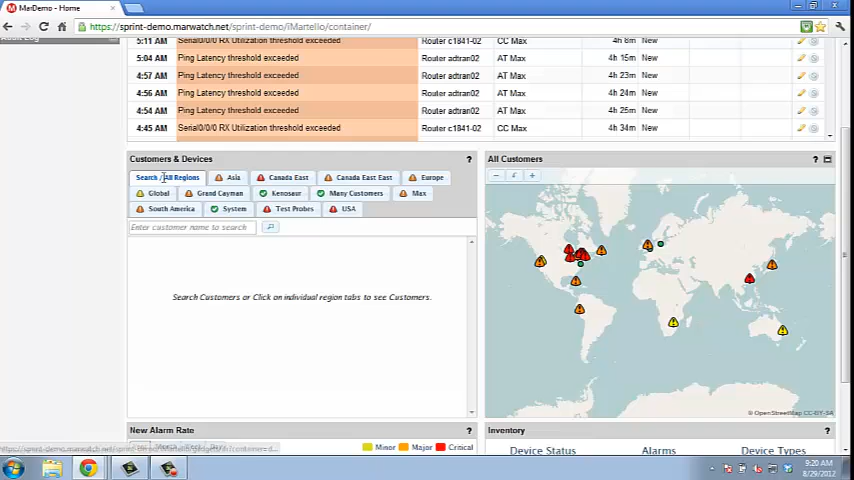 MarDemo - Home
https://sprint-demo.marwatch.net/sprint-demo/iMartello/container/
5:11 AM Serial0/0/0 RX Utilization threshold exceeded Router c1841-02 CC Max 4h 8m New
5:04 AM Ping Latency threshold exceeded Router adtran02 AT Max 4h 15m New
4:57 AM Ping Latency threshold exceeded Router adtran02 AT Max 4h 23m New
4:56 AM Ping Latency threshold exceeded Router adtran02 AT Max 4h 24m New
4:54 AM Ping Latency threshold exceeded Router adtran02 AT Max 4h 25m New
4:45 AM Serial0/0/0 RX Utilization threshold exceeded Router c1841-02 CC Max 4h 34m New
Customers & Devices ?
Search / All Regions Asia Canada East Canada East East Europe
Global Grand Cayman Kenosaur Many Customers Max
South America System Test Probes USA
Enter customer name to search
Search Customers or Click on individual region tabs to see Customers.
All Customers ?
© OpenStreetMap CC-BY-SA
New Alarm Rate ?
Minor Major Critical
Inventory ?
Device Status Alarms Device Types
9:20 AM
8/29/2012